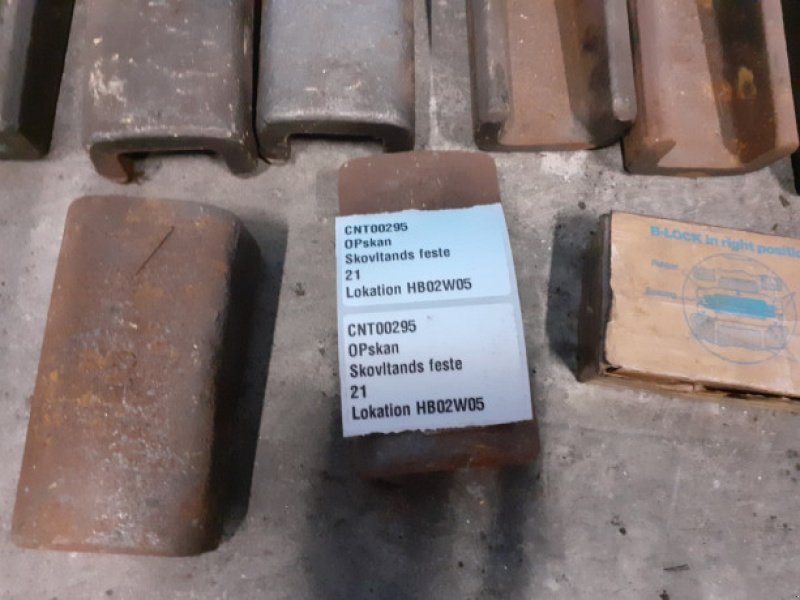 CNT00295
OPskan
Skovltands feste
21
Lokation HB02W05
CNT00295
OPskan
Skovltands feste
21
Lokation HB02W05
B-LOCK in right position